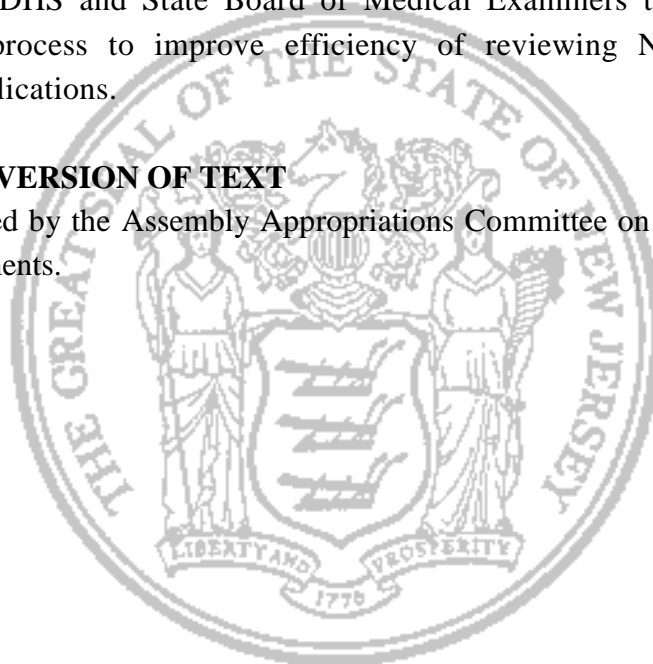 DHS and State Board of Medical Examiners t
process to improve efficiency of reviewing N
lications.
VERSION OF TEXT
ed by the Assembly Appropriations Committee on
nents.
THE GREAT SEAL OF THE STATE OF NEW JERSEY
LIBERTY AND PROSPERITY
1776